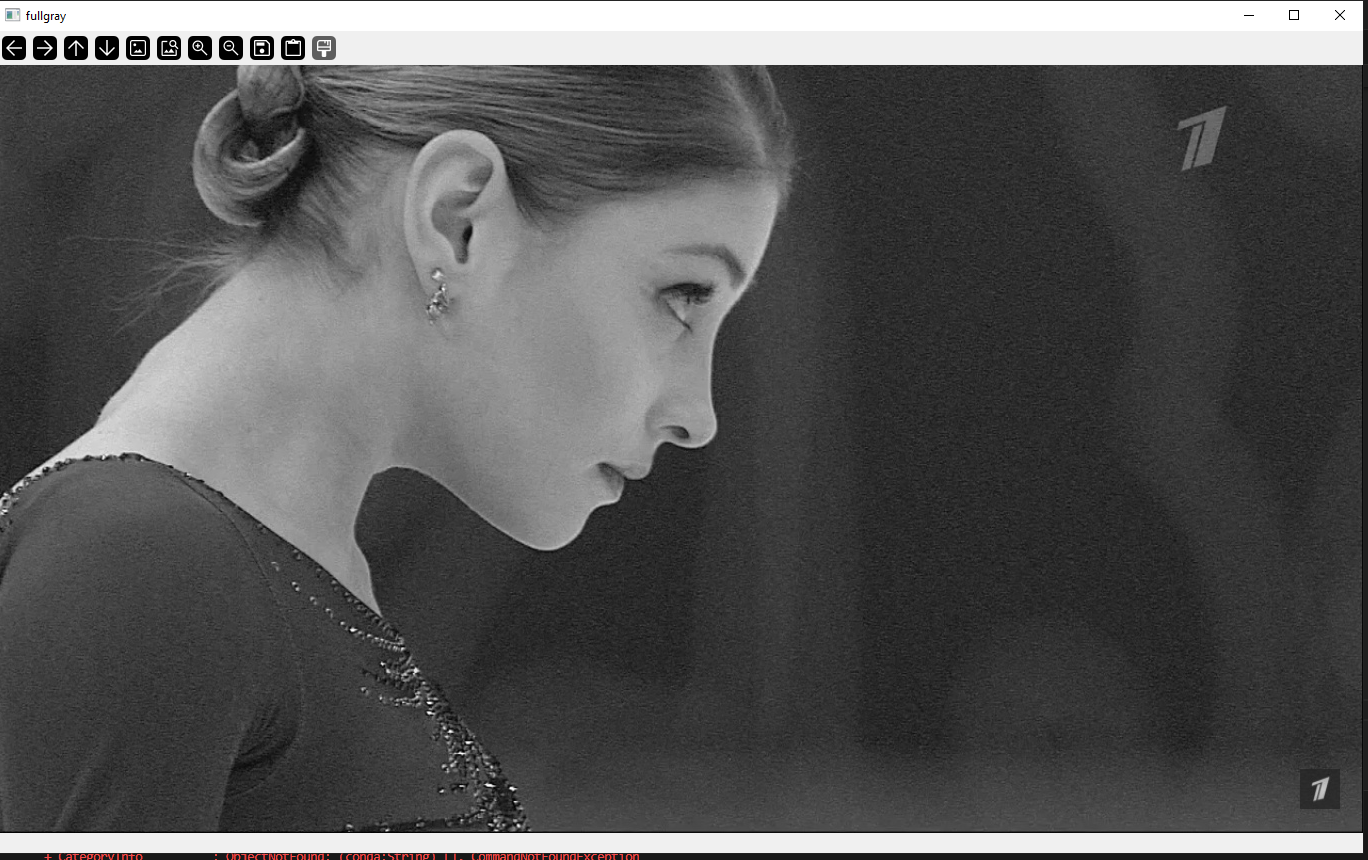 fullgray
+ CategoryInfo : ObjectNotFound: (conda:String) [], CommandNotFoundException